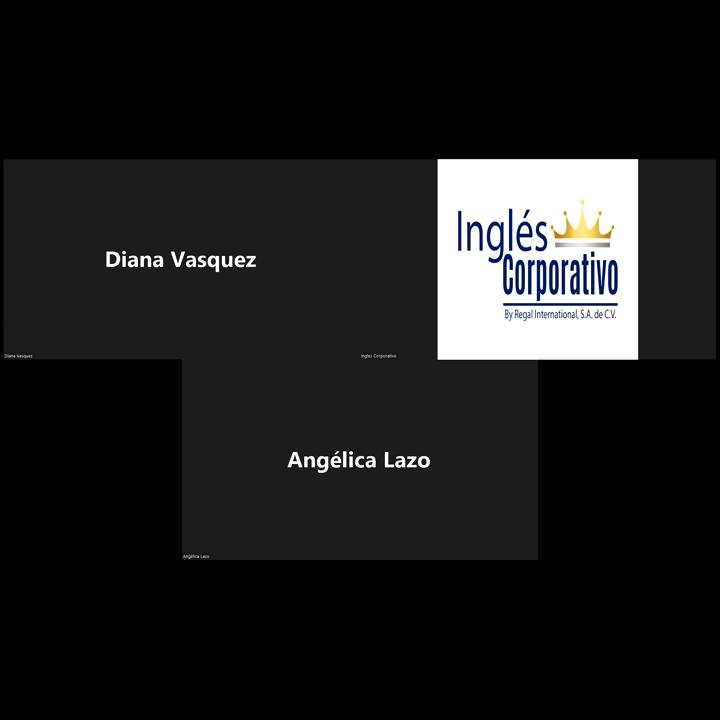 Diana Vasquez
Inglés
Corporativo
By Regal International, S.A. de C.V.
Diana Vasquez
Ingles Corporativo
Angélica Lazo
Angélica Lazo